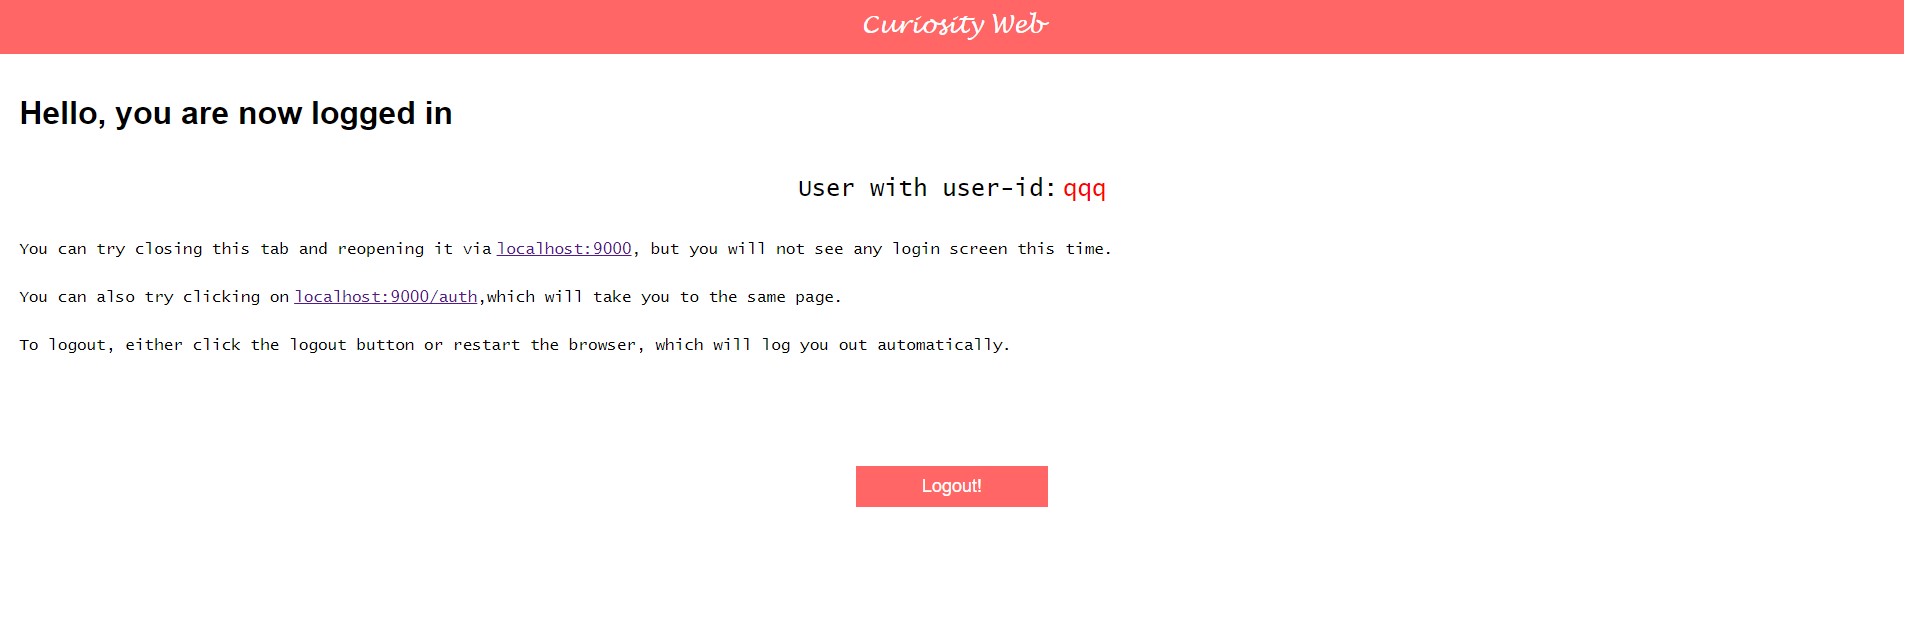 Curiosity Web
Hello, you are now logged in
User with user-id: qqq
You can try closing this tab and reopening it via localhost:9000, but you will not see any login screen this time.
You can also try clicking on localhost:9000/auth,which will take you to the same page.
To logout, either click the logout button or restart the browser, which will log you out automatically.
Logout!